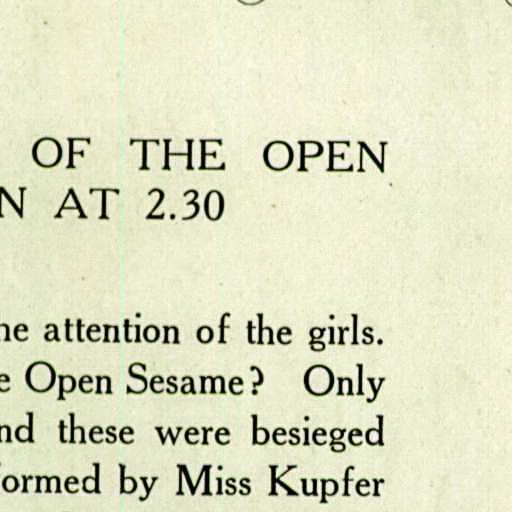 OF THE OPEN
N AT 2.30
he attention of the girls.
e Open Sesame? Only
nd these were besieged
formed by Miss Kupfer